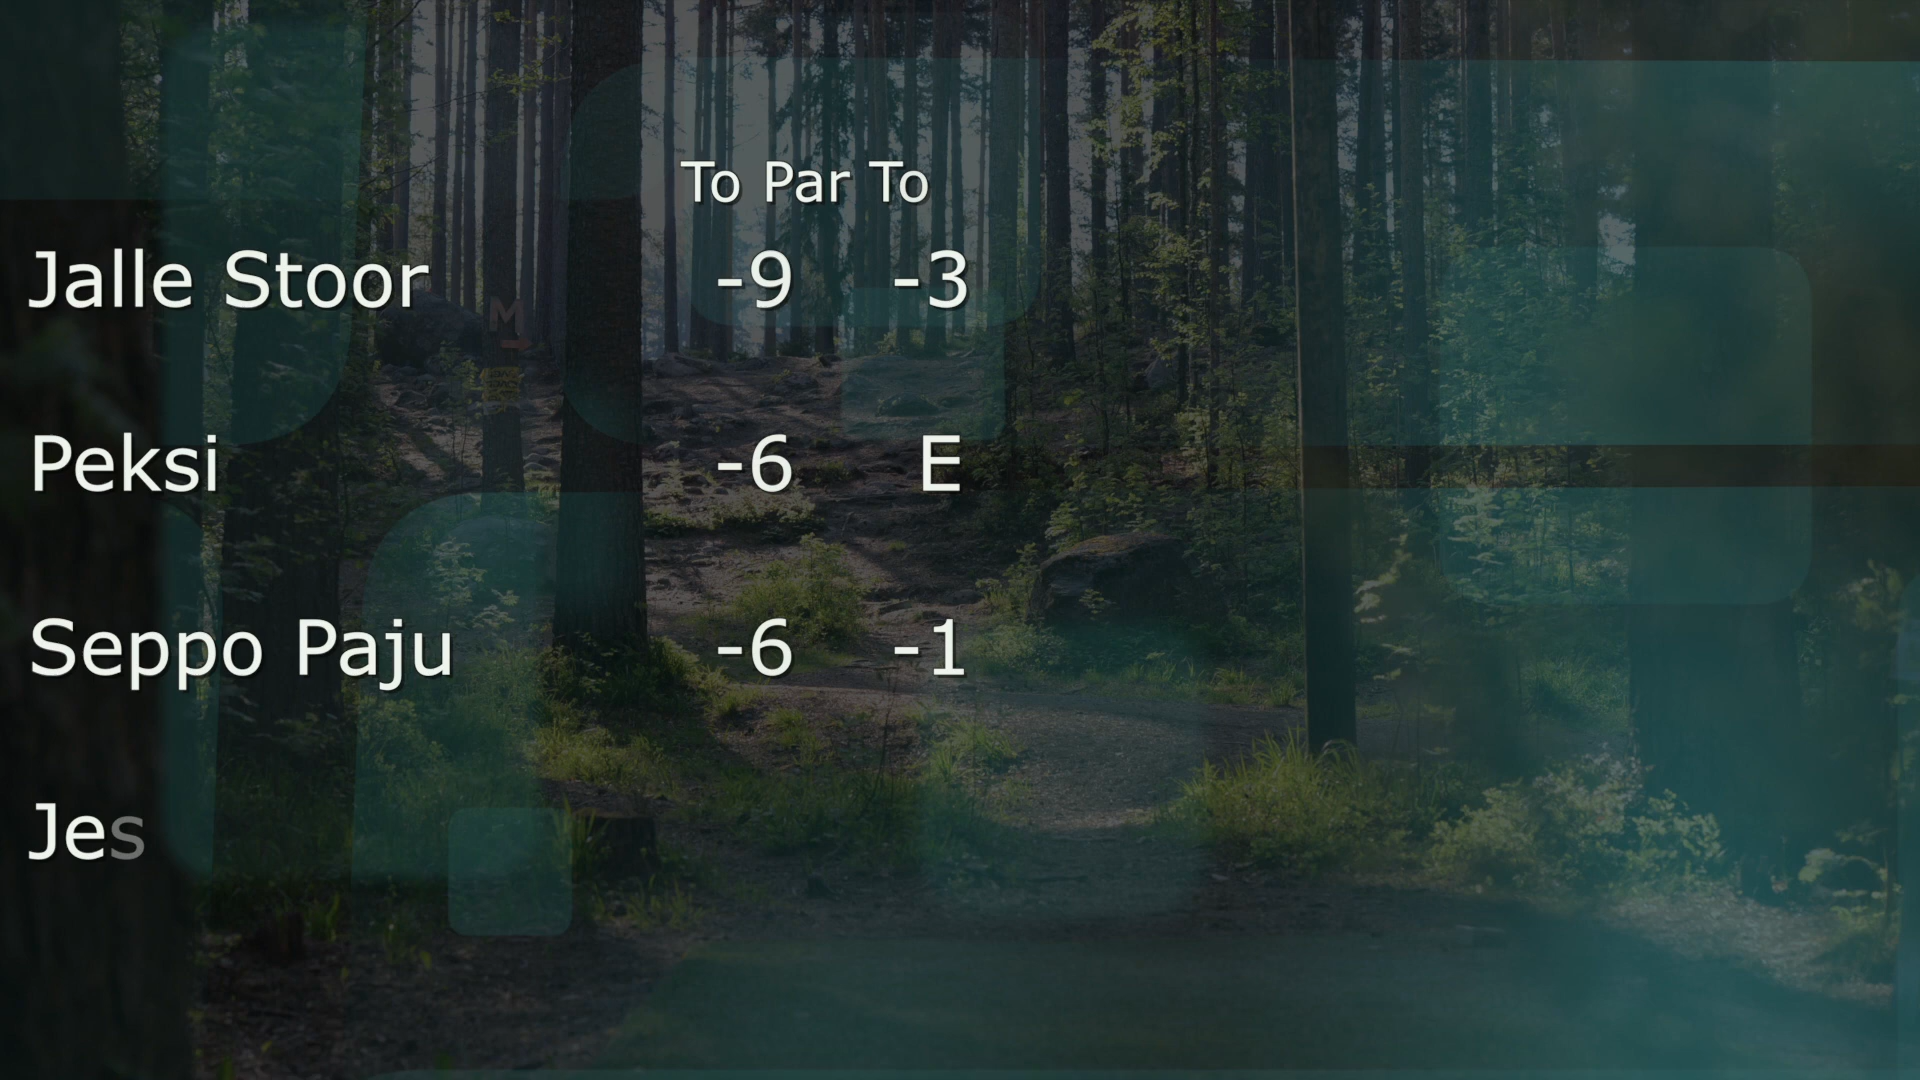 To Par To
Jalle Stoor -9 -3
M
Peksi -6 E
Seppo Paju -6 -1
Jes